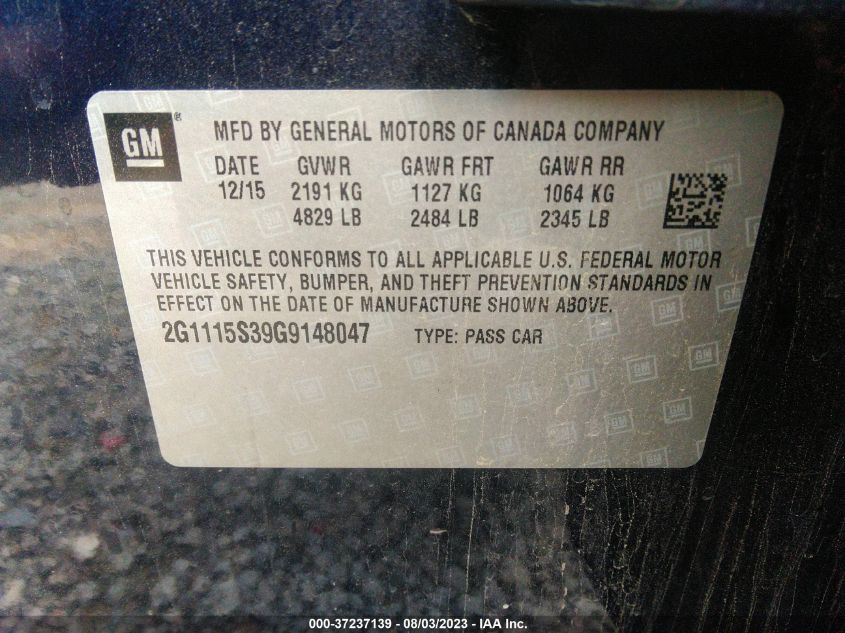 GM
MFD BY GENERAL MOTORS OF CANADA COMPANY
DATE GVWR GAWR FRT GAWR RR
12/15 2191 KG 1127 KG 1064 KG
4829 LB 2484 LB 2345 LB
THIS VEHICLE CONFORMS TO ALL APPLICABLE U.S. FEDERAL MOTOR
VEHICLE SAFETY, BUMPER, AND THEFT PREVENTION STANDARDS IN
EFFECT ON THE DATE OF MANUFACTURE SHOWN ABOVE.
2G1115S39G9148047 TYPE: PASS CAR
000-37237139 - 08/03/2023 - IAA Inc.